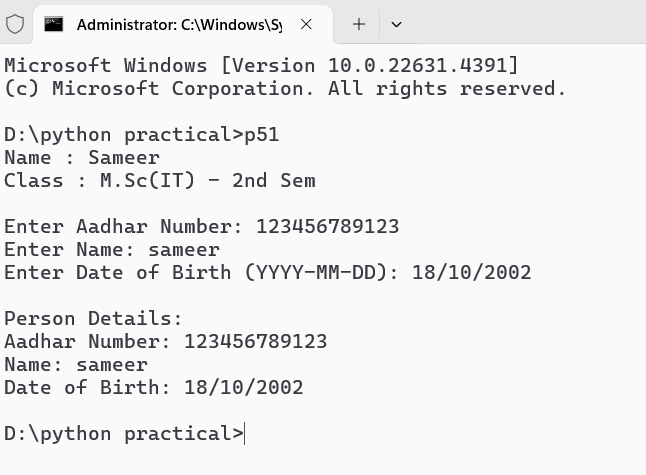 Administrator: C:\Windows\Sy
Microsoft Windows [Version 10.0.22631.4391]
(c) Microsoft Corporation. All rights reserved.
D:\python practical>p51
Name : Sameer
Class : M.Sc(IT) - 2nd Sem
Enter Aadhar Number: 123456789123
Enter Name: sameer
Enter Date of Birth (YYYY-MM-DD): 18/10/2002
Person Details:
Aadhar Number: 123456789123
Name: sameer
Date of Birth: 18/10/2002
D:\python practical>